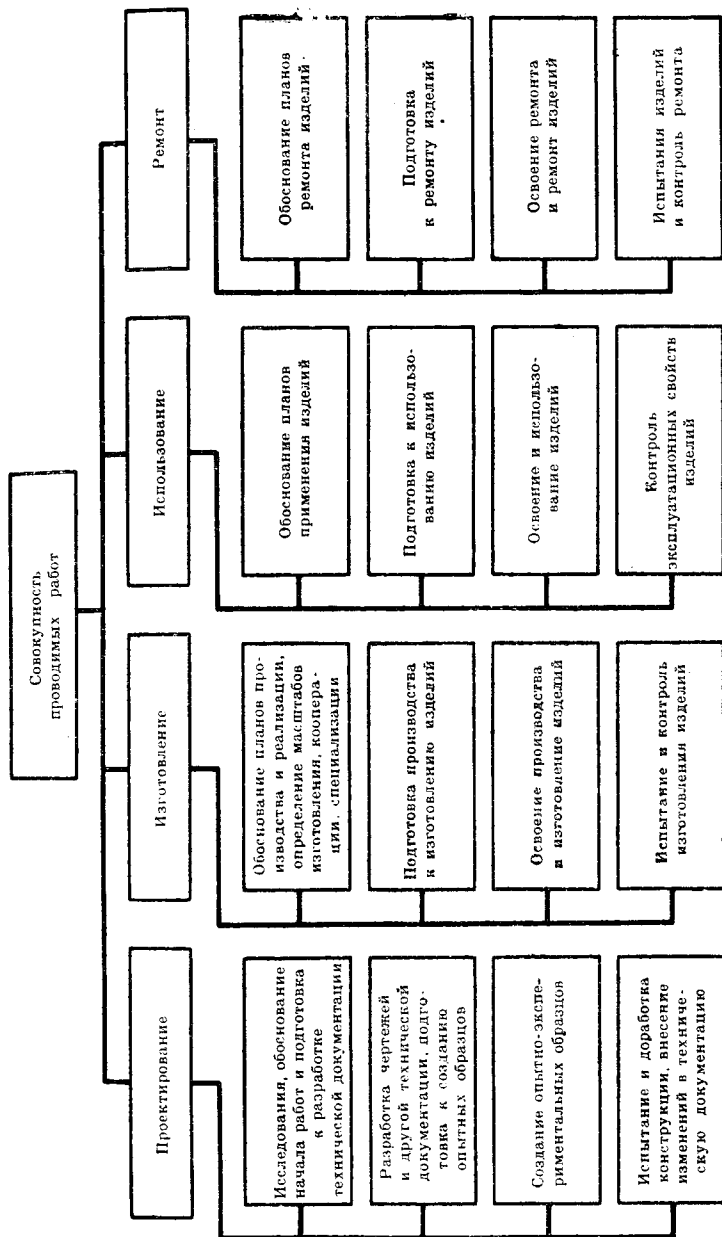 Совокупность
проводимых работ
Проектирование
Исследования, обоснование
начала работ и подготовка
к разработке
технической документации
Разработка чертежей
и другой технической
документации, подго-
товка к созданию
опытных образцов
Создание опытно-экспе-
риментальных образцов
Испытание и доработка
конструкции, внесение
изменений в техниче-
скую документацию
Изготовление
Обоснование планов про-
изводства и реализации,
определение масштабов
изготовления, коопера-
ции, специализации
Подготовка производства
к изготовлению изделий
Освоение производства
и изготовление изделий
Испытание и контроль
изготовления изделий
Использование
Обоснование планов
применения изделий
Подготовка к использо-
ванию изделий
Освоение и использо-
вание изделий
Контроль
эксплуатационных свойств
изделий
Ремонт
Обоснование планов
ремонта изделий
Подготовка
к ремонту изделий
Освоение ремонта
и ремонт изделий
Испытания изделий
и контроль ремонта